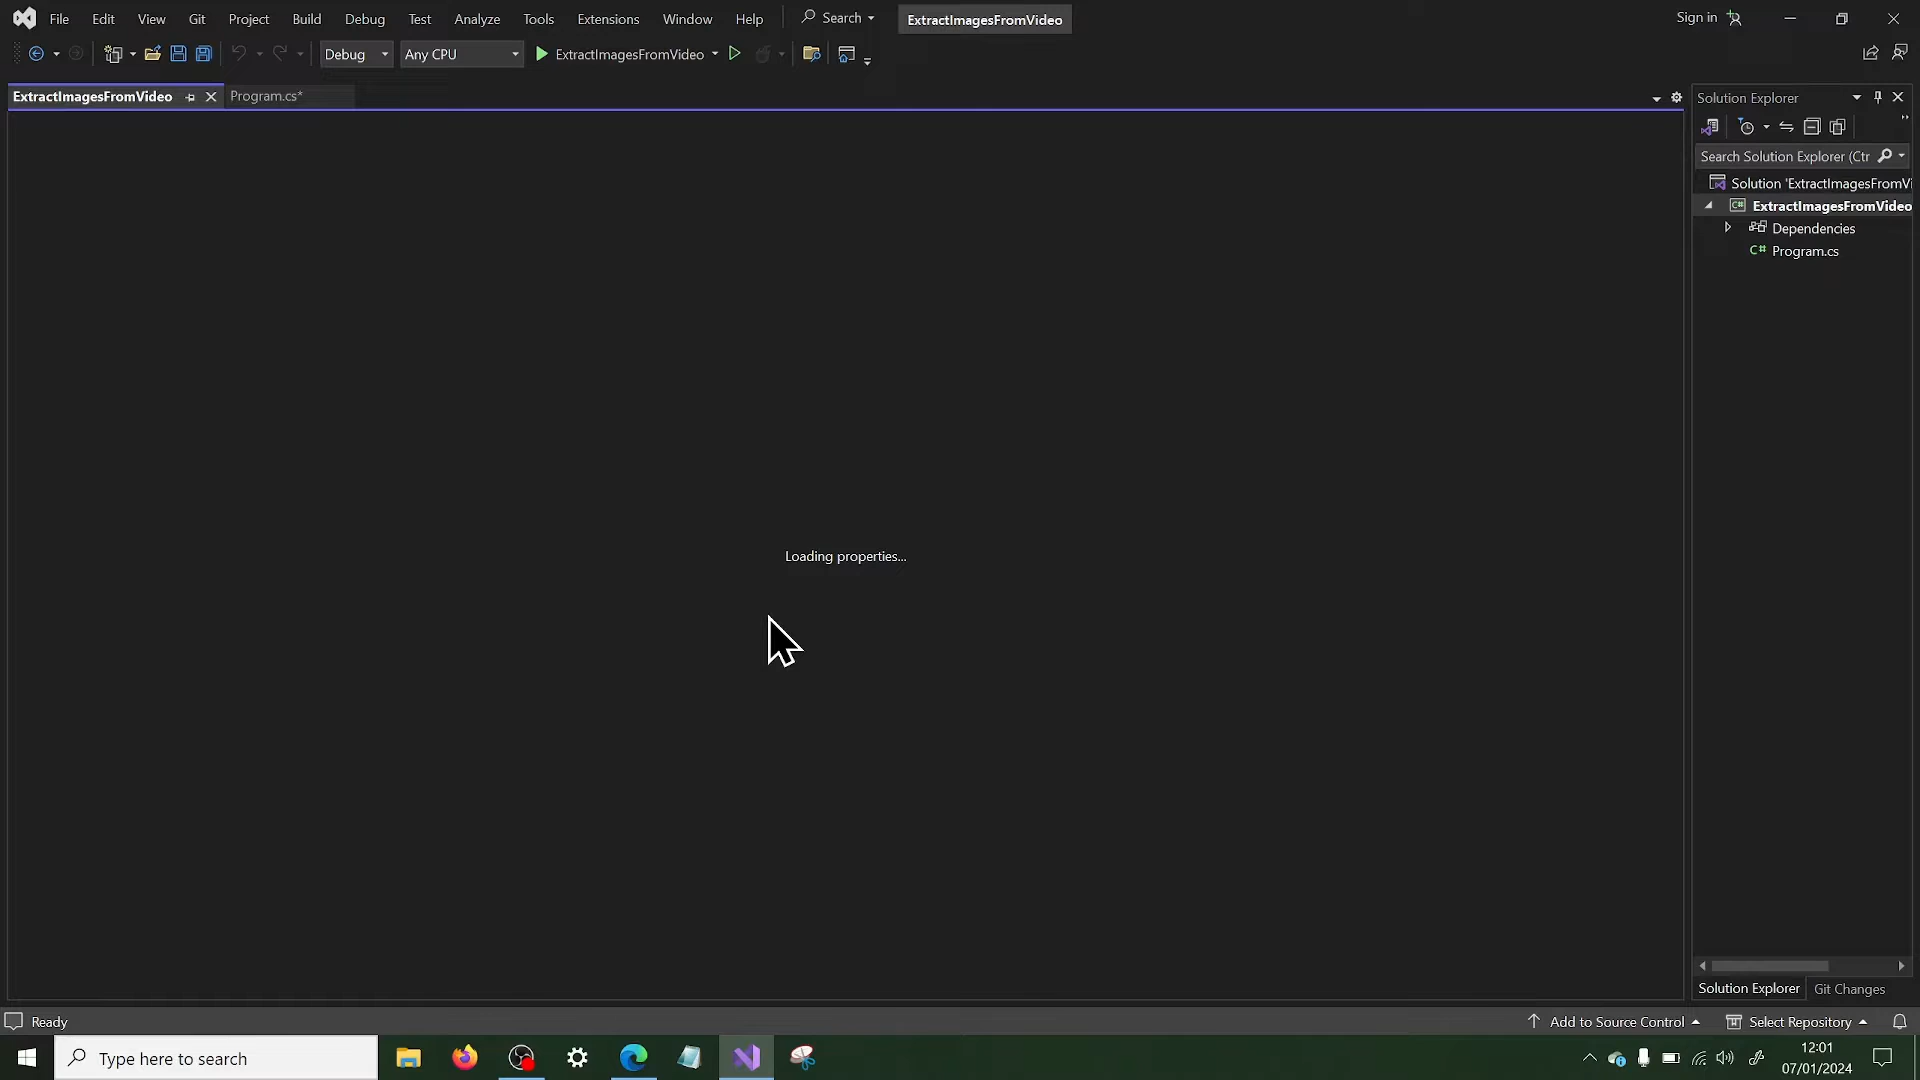 File Edit View Git Project Build Debug Test Analyze Tools Extensions Window Help Search ExtractImagesFromVideo Sign in
Debug Any CPU ExtractImagesFromVideo
ExtractImagesFromVideo Program.cs*
Solution Explorer
Search Solution Explorer (Ctr
Solution 'ExtractImagesFromVi
C# ExtractImagesFromVideo
Dependencies
C# Program.cs
Loading properties...
Solution Explorer Git Changes
Ready Add to Source Control Select Repository
Type here to search
12:01
07/01/2024